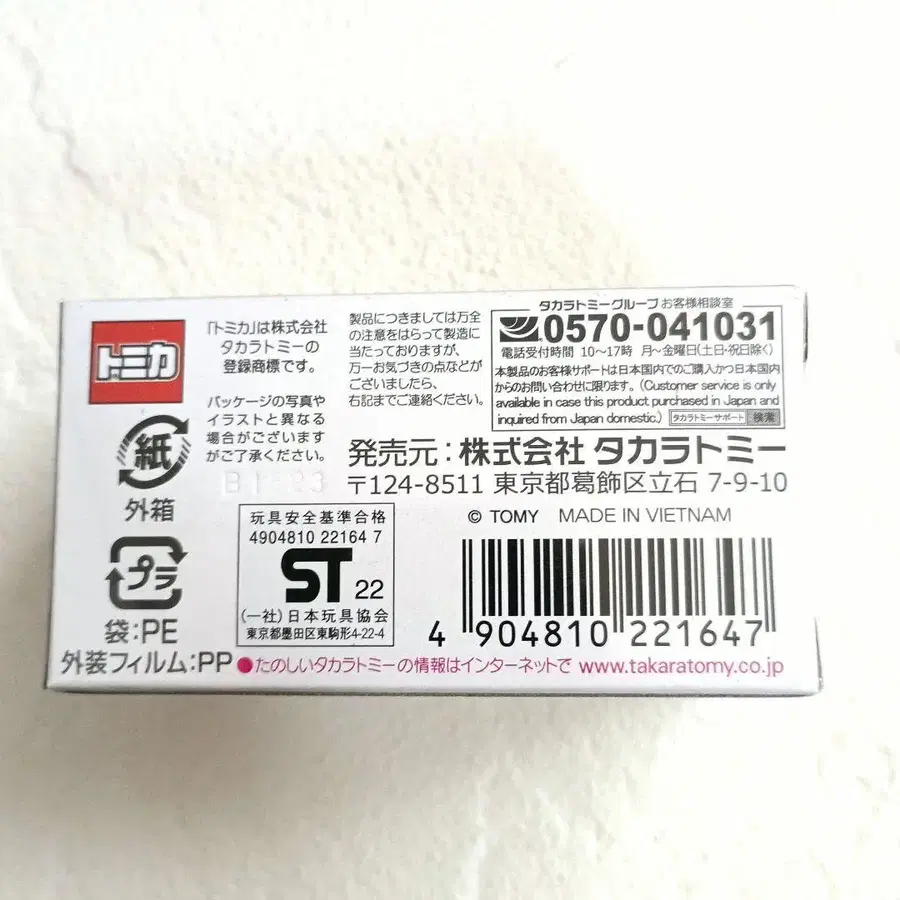 トミカ
「トミカ」は株式会社
タカラトミーの
登録商標です。
パッケージの写真や
イラストと異なる
場合がございます
がご了承ください。
製品につきましては万全
の注意をはらって製造に
当たっておりますが、
万一お気づきの点などが
ございましたら、
右記までご連絡ください。
タカラトミーグループ お客様相談室
0570-041031
電話受付時間 10〜17時 月〜金曜日(土日・祝日除く)
本製品のお客様サポートは日本国内でのご購入かつ日本国内
からのお問い合わせに限ります。(Customer service is only
available in case this product purchased in Japan and
inquired from Japan domestic.) タカラトミーサポート 検索
発売元:株式会社 タカラトミー
〒124-8511 東京都葛飾区立石 7-9-10
© TOMY MADE IN VIETNAM
紙
外箱
プラ
袋:PE
外装フィルム:PP
玩具安全基準合格
4904810 22164 7
ST 22
(一社)日本玩具協会
東京都墨田区東駒形4-22-4
4 904810 221647
●たのしいタカラトミーの情報はインターネットで www.takaratomy.co.jp